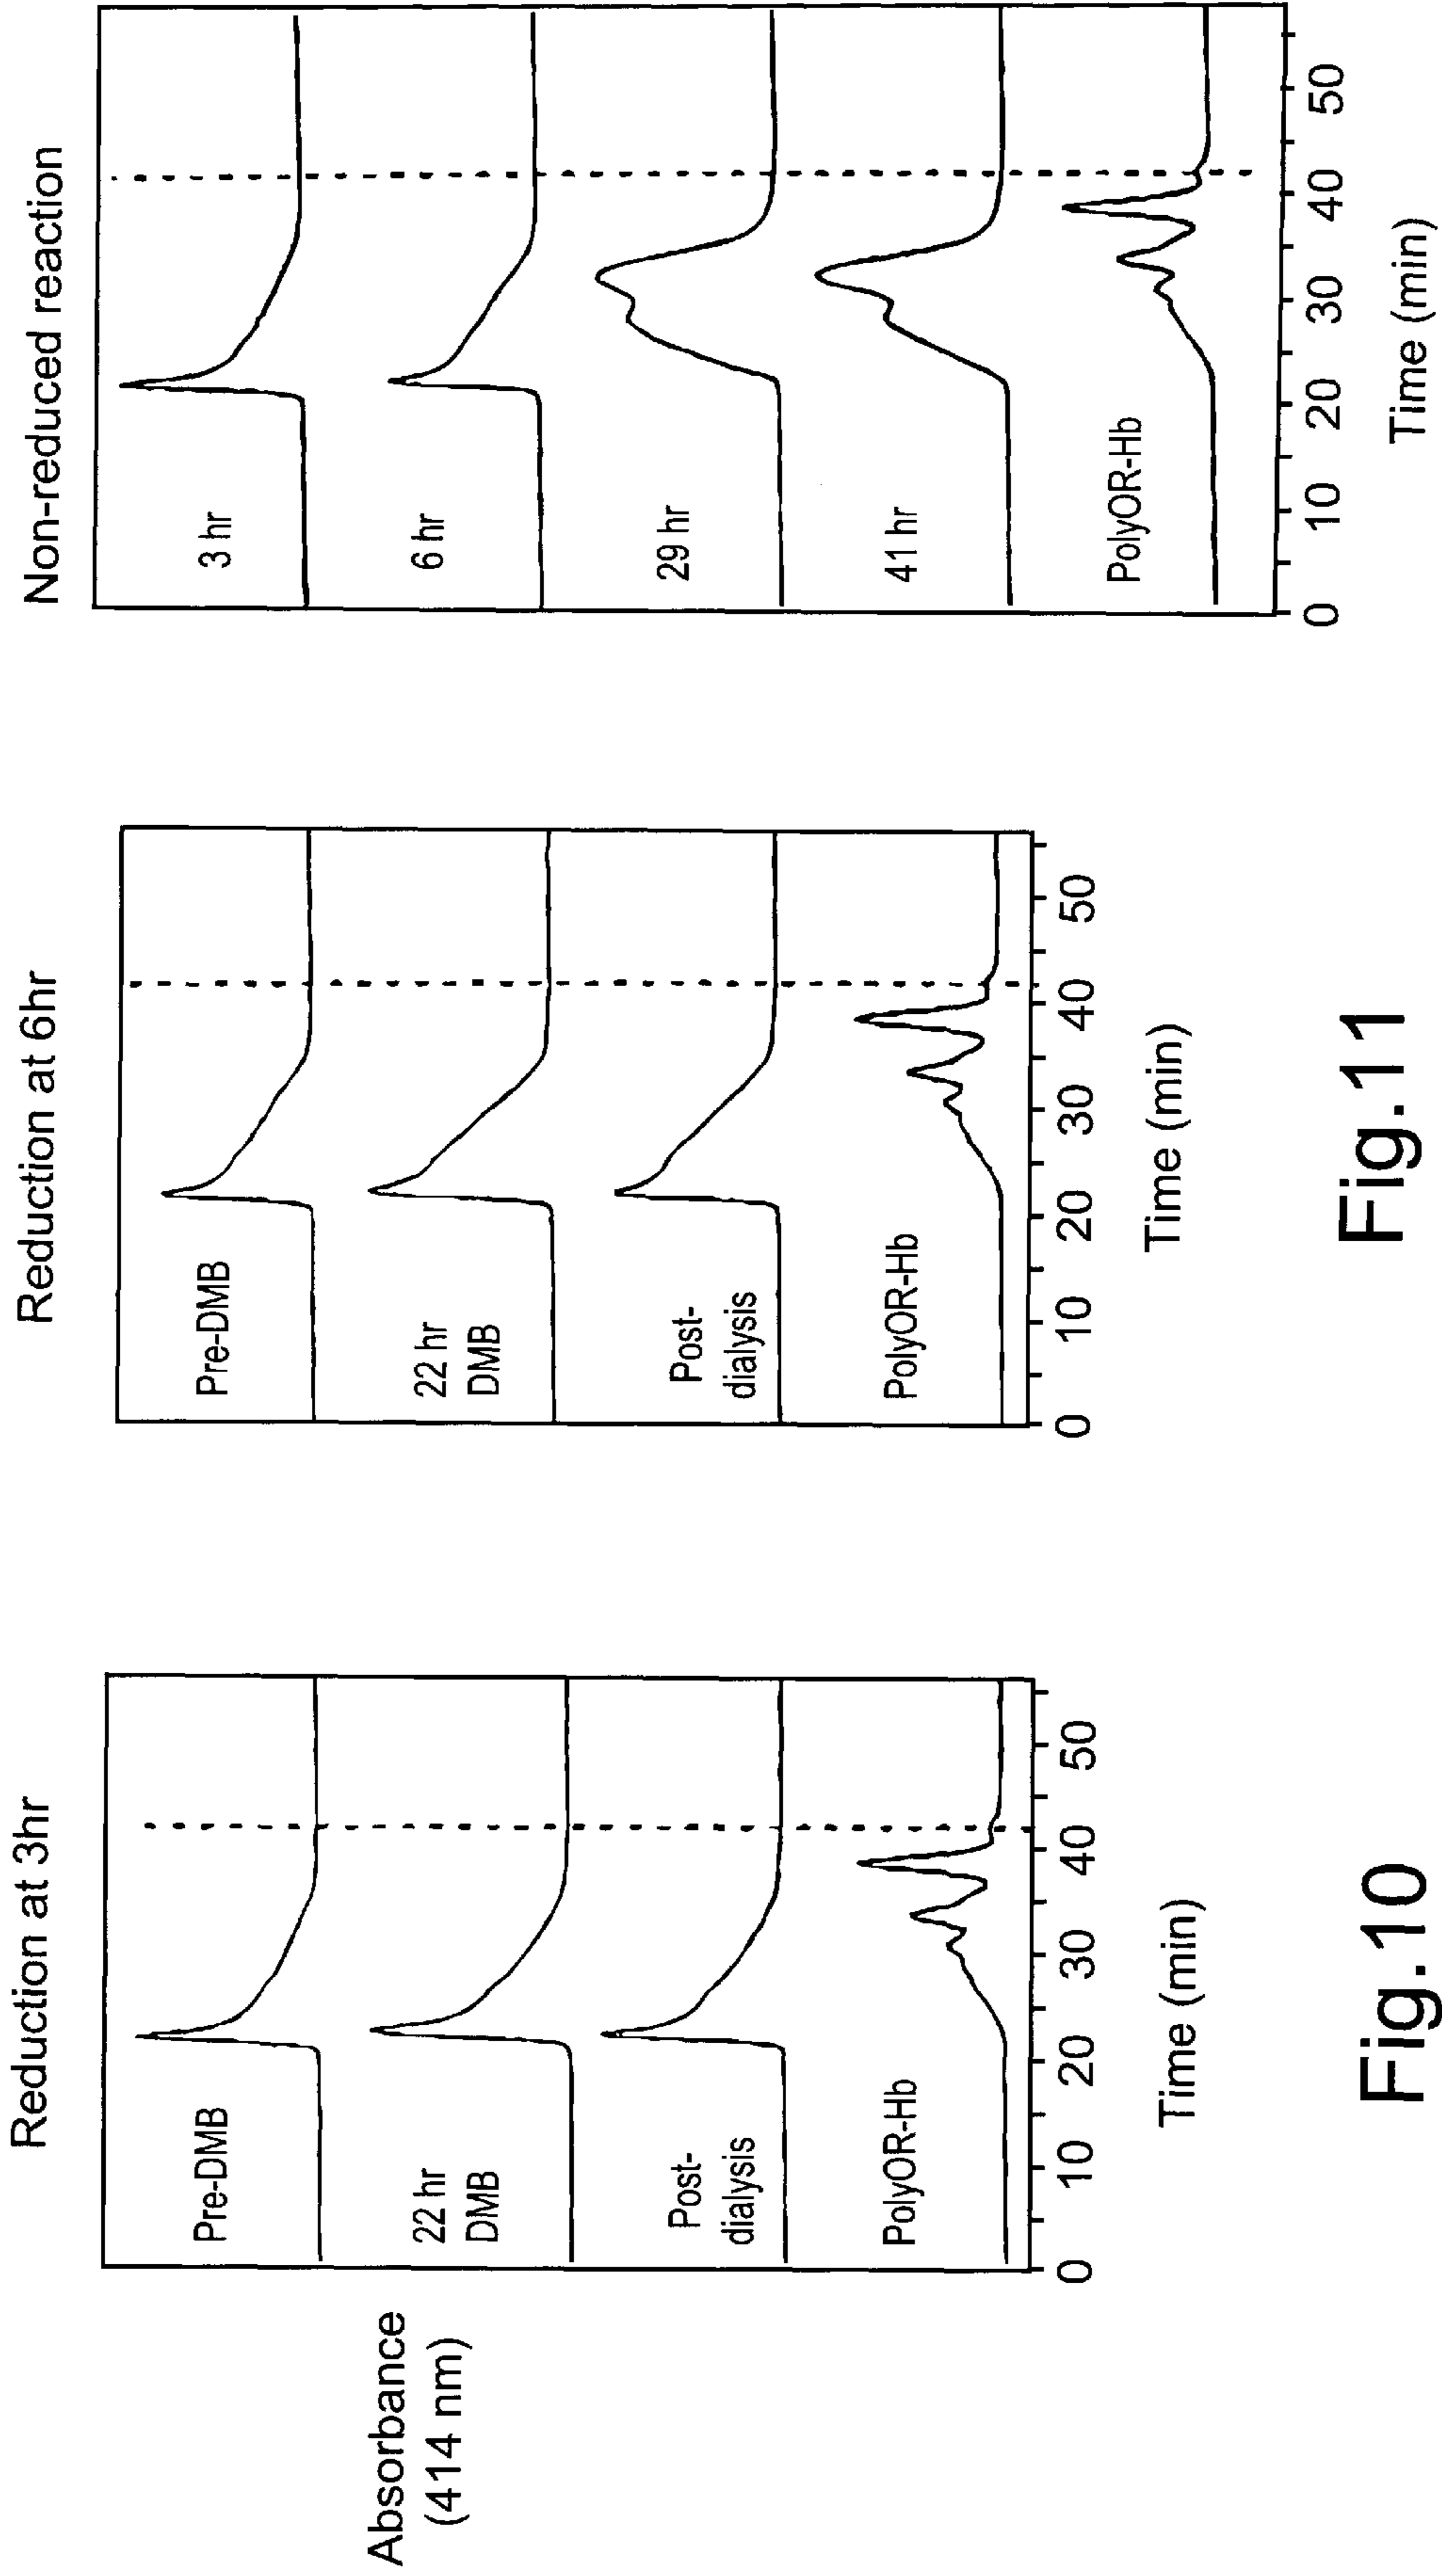 Absorbance
(414 nm)
Reduction at 3hr
Pre-DMB
22 hr
DMB
Post-
dialysis
PolyOR-Hb
0 10 20 30 40 50
Time (min)
Fig.10
Reduction at 6hr
Pre-DMB
22 hr
DMB
Post-
dialysis
PolyOR-Hb
0 10 20 30 40 50
Time (min)
Fig.11
Non-reduced reaction
3 hr
6 hr
29 hr
41 hr
PolyOR-Hb
0 10 20 30 40 50
Time (min)